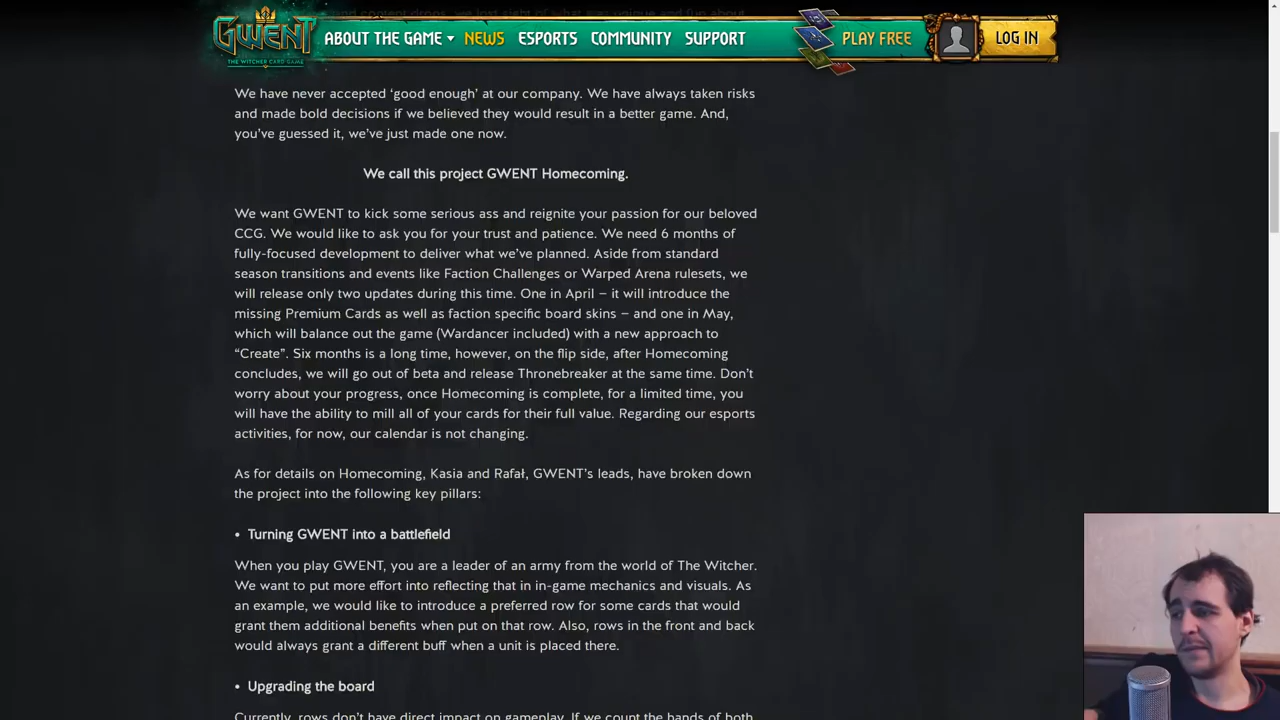 GWENT
THE WITCHER CARD GAME
ABOUT THE GAME
NEWS
ESPORTS
COMMUNITY
SUPPORT
PLAY FREE
LOG IN
We have never accepted ‘good enough’ at our company. We have always taken risks
and made bold decisions if we believed they would result in a better game. And,
you’ve guessed it, we’ve just made one now.
We call this project GWENT Homecoming.
We want GWENT to kick some serious ass and reignite your passion for our beloved
CCG. We would like to ask you for your trust and patience. We need 6 months of
fully-focused development to deliver what we’ve planned. Aside from standard
season transitions and events like Faction Challenges or Warped Arena rulesets, we
will release only two updates during this time. One in April – it will introduce the
missing Premium Cards as well as faction specific board skins – and one in May,
which will balance out the game (Wardancer included) with a new approach to
“Create”. Six months is a long time, however, on the flip side, after Homecoming
concludes, we will go out of beta and release Thronebreaker at the same time. Don’t
worry about your progress, once Homecoming is complete, for a limited time, you
will have the ability to mill all of your cards for their full value. Regarding our esports
activities, for now, our calendar is not changing.
As for details on Homecoming, Kasia and Rafał, GWENT’s leads, have broken down
the project into the following key pillars:
• Turning GWENT into a battlefield
When you play GWENT, you are a leader of an army from the world of The Witcher.
We want to put more effort into reflecting that in in-game mechanics and visuals. As
an example, we would like to introduce a preferred row for some cards that would
grant them additional benefits when put on that row. Also, rows in the front and back
would always grant a different buff when a unit is placed there.
• Upgrading the board
Currently, rows don’t have direct impact on gameplay. If we count the hands of both